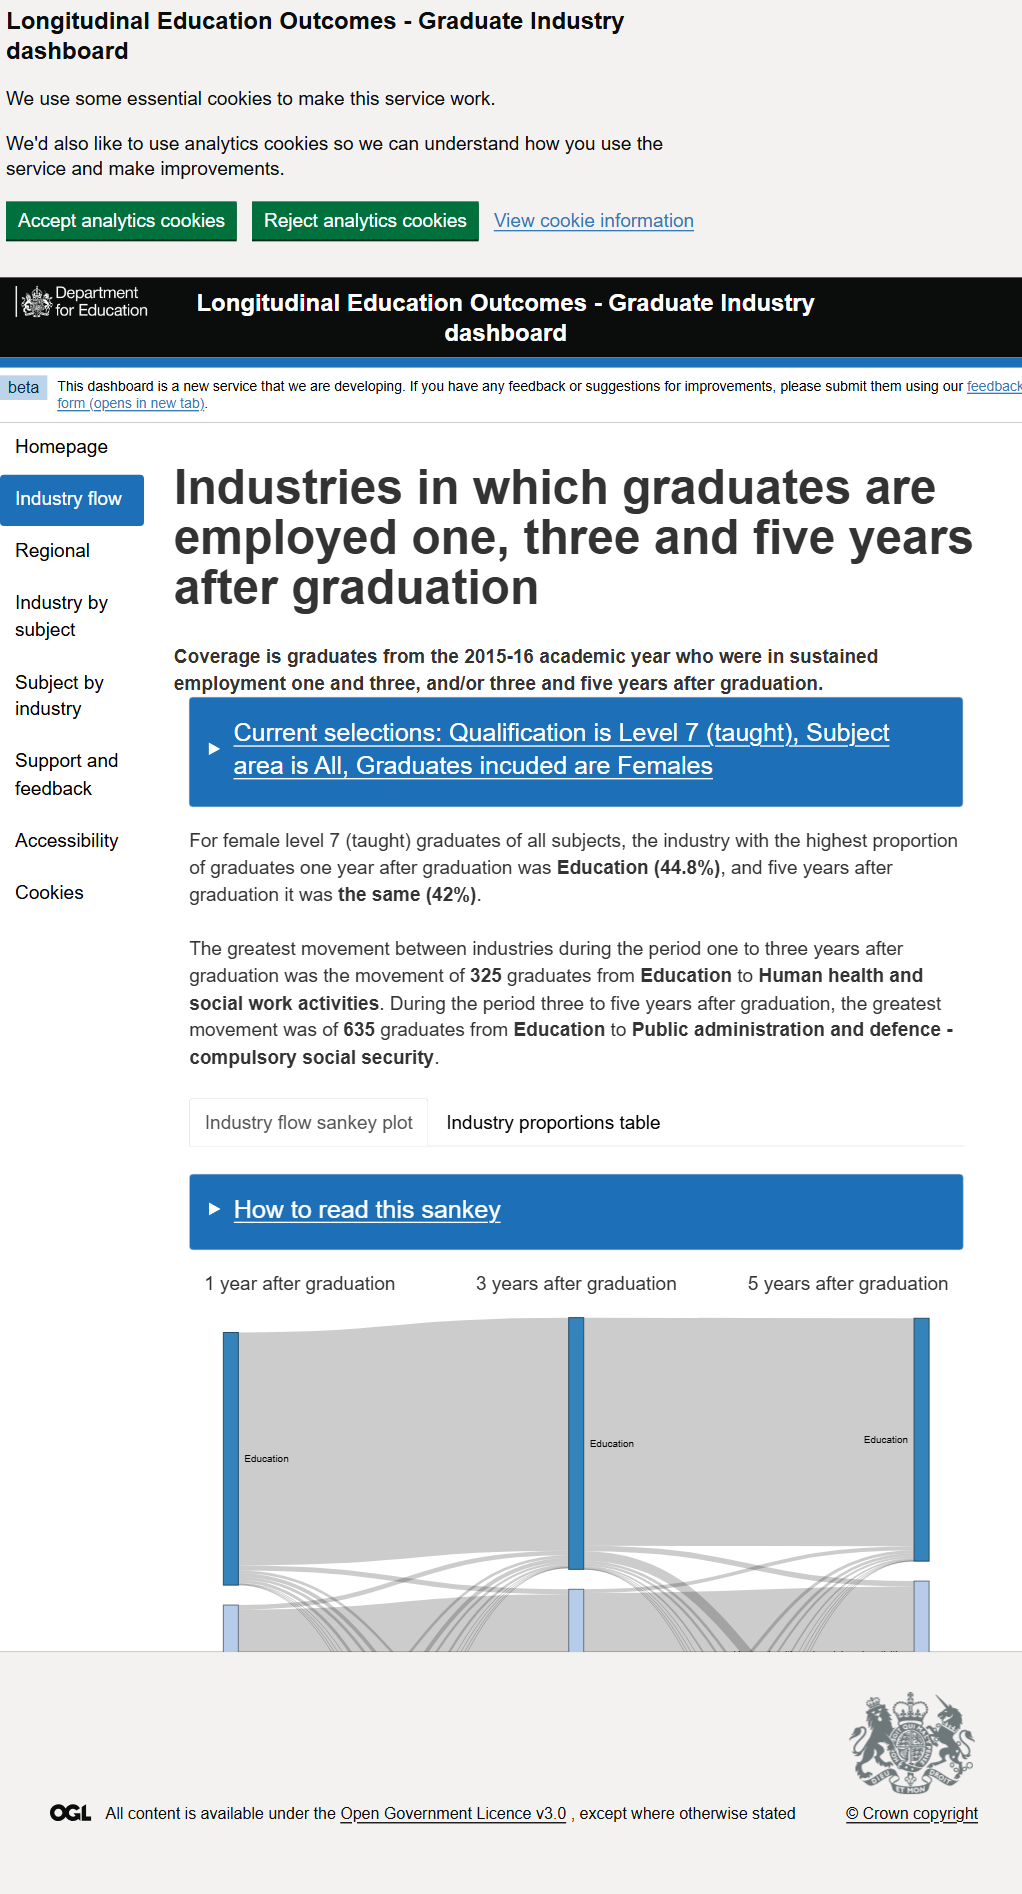 Longitudinal Education Outcomes - Graduate Industry
dashboard
We use some essential cookies to make this service work.
We'd also like to use analytics cookies so we can understand how you use the
service and make improvements.
Accept analytics cookies
Reject analytics cookies
View cookie information
Department
for Education
Longitudinal Education Outcomes - Graduate Industry
dashboard
beta
This dashboard is a new service that we are developing. If you have any feedback or suggestions for improvements, please submit them using our feedback
form (opens in new tab).
Homepage
Industry flow
Regional
Industry by
subject
Subject by
industry
Support and
feedback
Accessibility
Cookies
Industries in which graduates are
employed one, three and five years
after graduation
Coverage is graduates from the 2015-16 academic year who were in sustained
employment one and three, and/or three and five years after graduation.
Current selections: Qualification is Level 7 (taught), Subject
area is All, Graduates incuded are Females
For female level 7 (taught) graduates of all subjects, the industry with the highest proportion
of graduates one year after graduation was Education (44.8%), and five years after
graduation it was the same (42%).
The greatest movement between industries during the period one to three years after
graduation was the movement of 325 graduates from Education to Human health and
social work activities. During the period three to five years after graduation, the greatest
movement was of 635 graduates from Education to Public administration and defence -
compulsory social security.
Industry flow sankey plot
Industry proportions table
How to read this sankey
1 year after graduation
3 years after graduation
5 years after graduation
Education
Education
Education
OGL
All content is available under the Open Government Licence v3.0 , except where otherwise stated
© Crown copyright